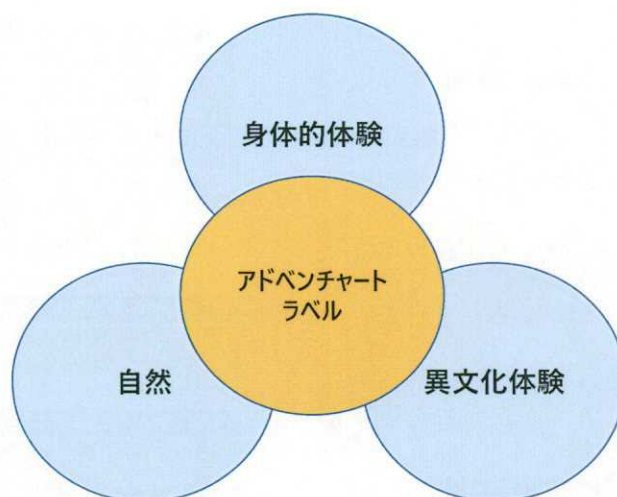 身体的体験
アドベンチャート
ラベル
自然
異文化体験